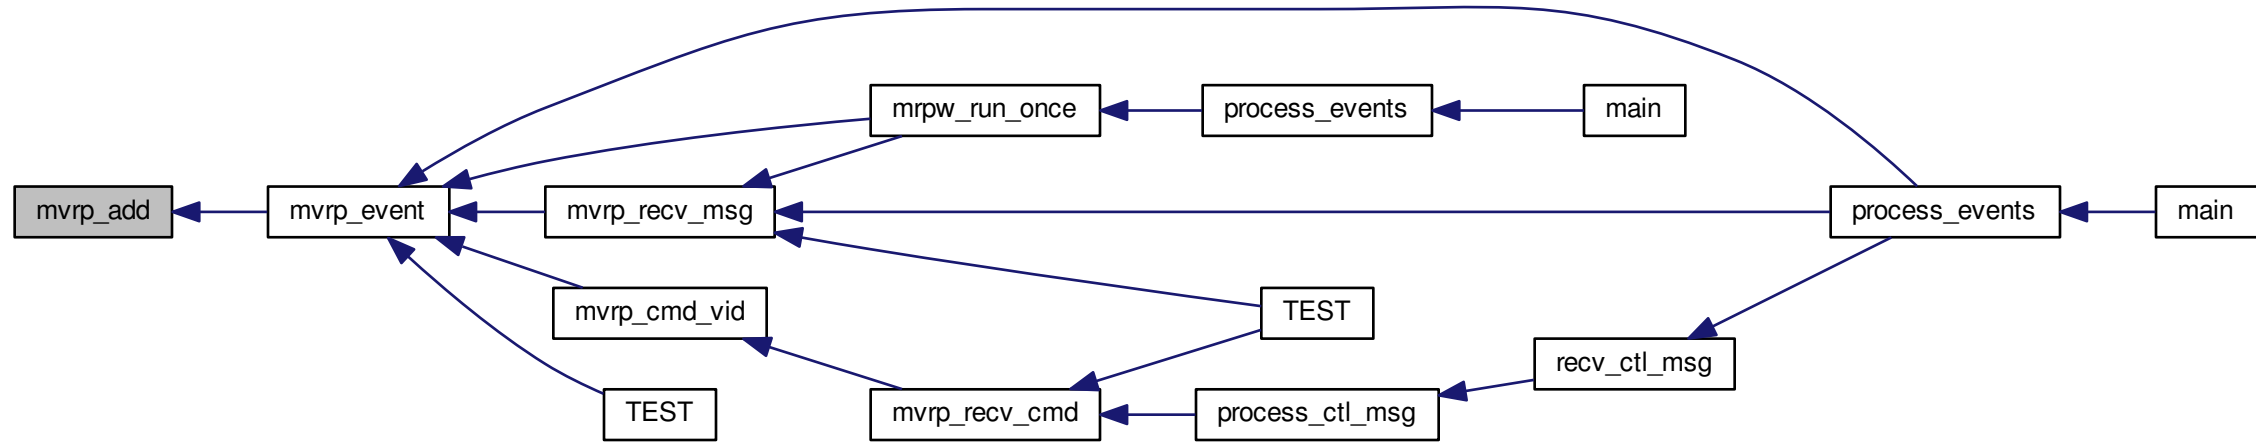 mrpw_run_once
process_events
main
mvrp_add
mvrp_event
mvrp_recv_msg
process_events
main
mvrp_cmd_vid
TEST
recv_ctl_msg
TEST
mvrp_recv_cmd
process_ctl_msg